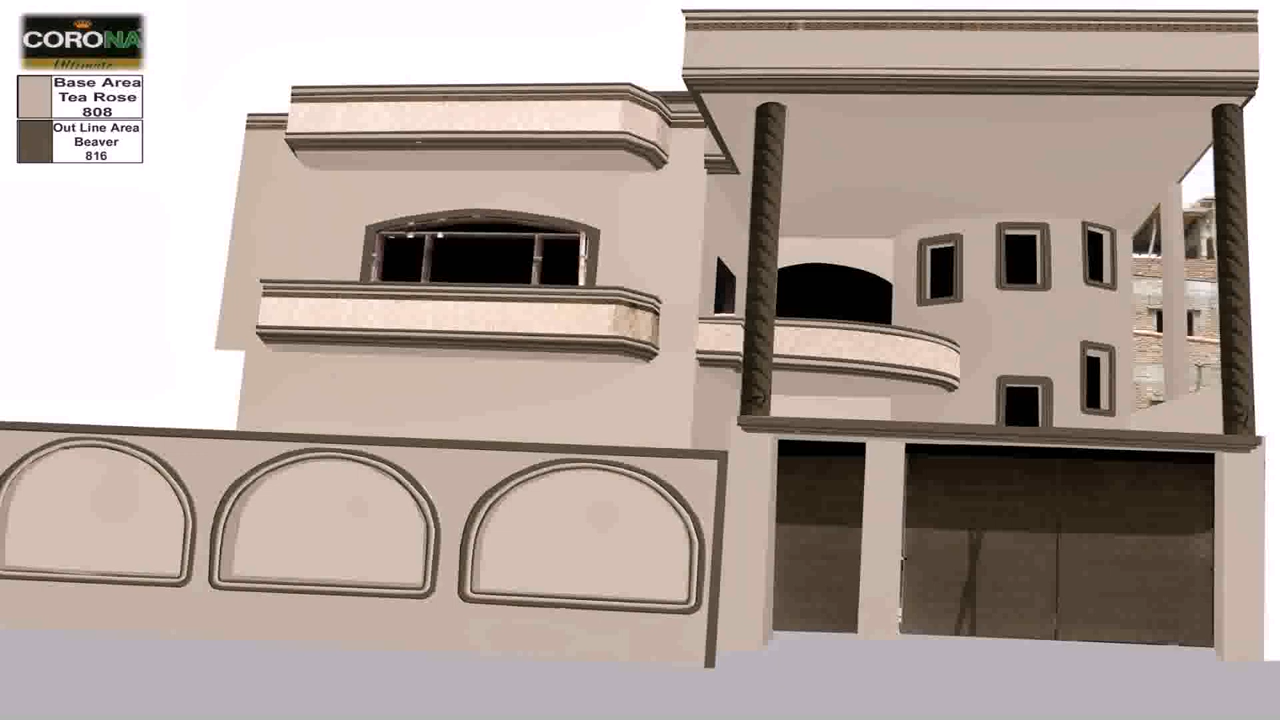 CORONA
Ultimate
Base Area
Tea Rose
808
Out Line Area
Beaver
816